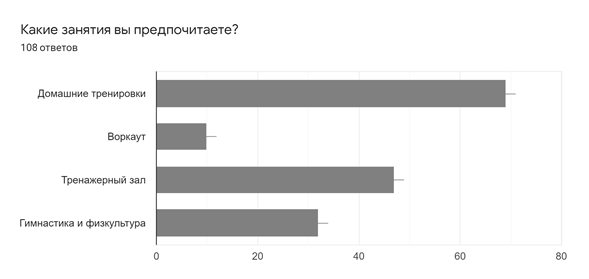 Какие занятия вы предпочитаете?
108 ответов
Домашние тренировки
Воркаут
Тренажерный зал
Гимнастика и физкультура
0 20 40 60 80